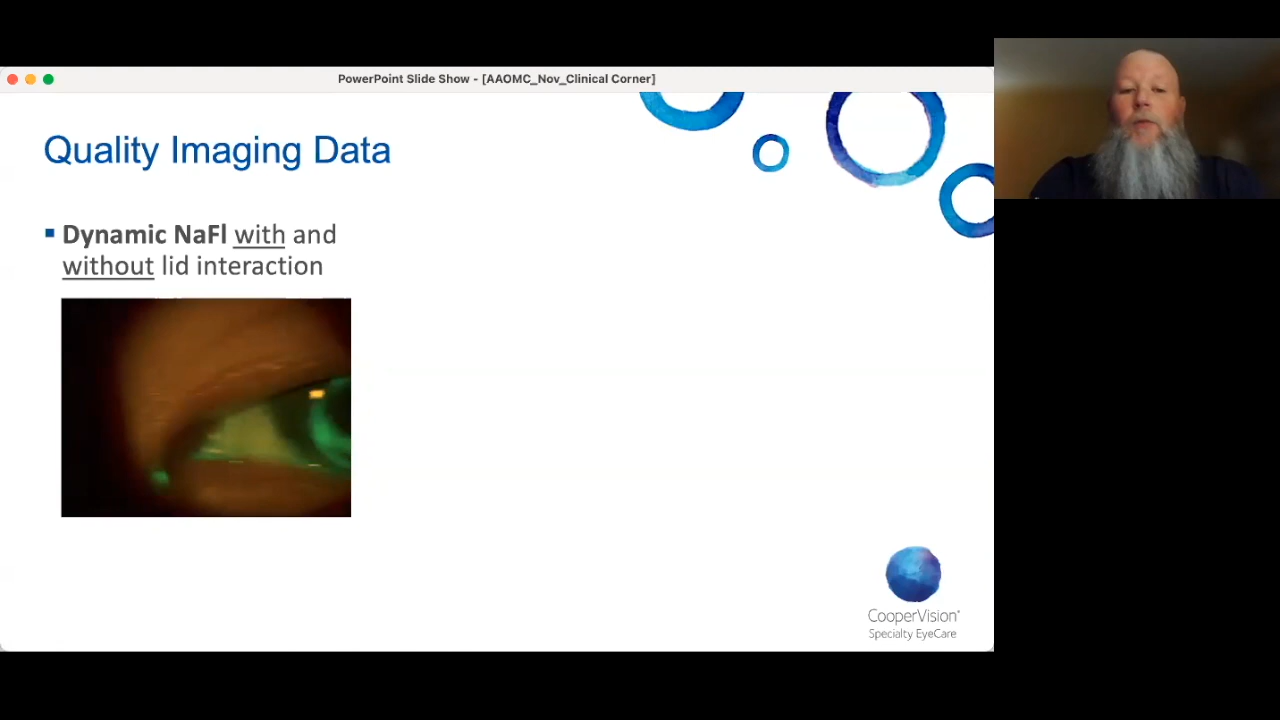 PowerPoint Slide Show - [AAOMC_Nov_Clinical Corner]
Quality Imaging Data
Dynamic NaFl with and
without lid interaction
CooperVision®
Specialty EyeCare